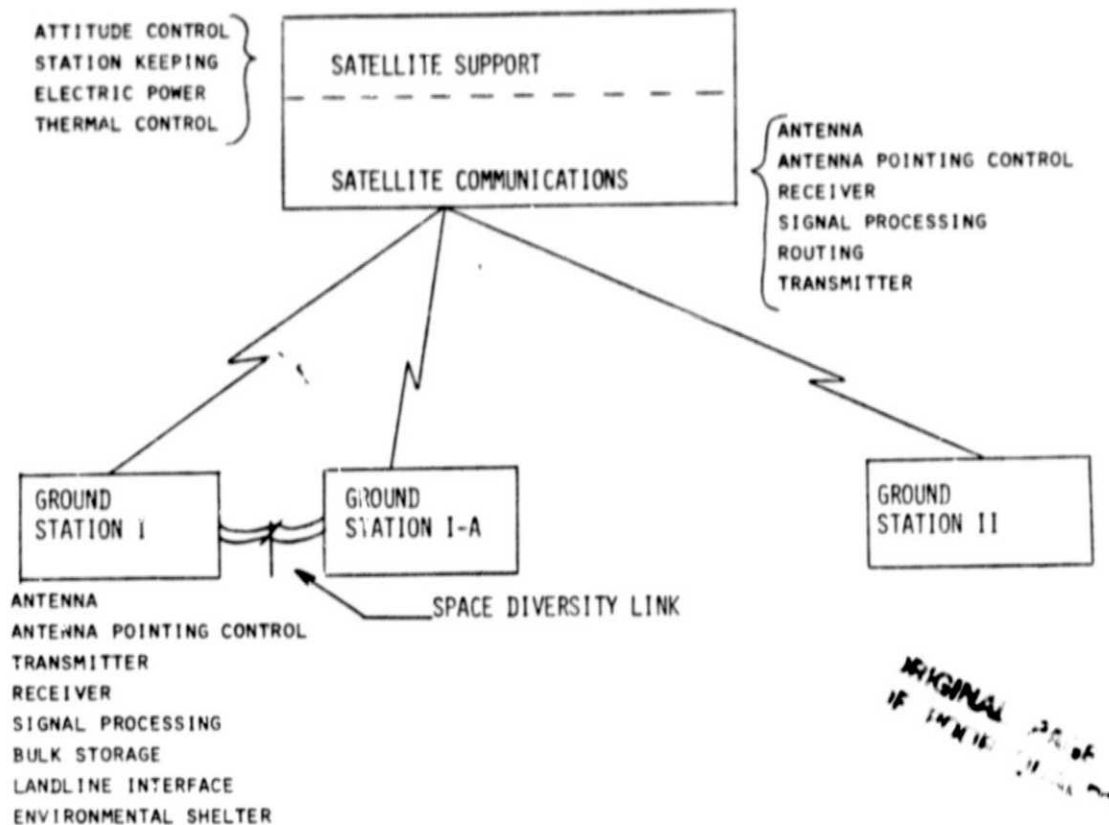 ATTITUDE CONTROL
STATION KEEPING
ELECTRIC POWER
THERMAL CONTROL
SATELLITE SUPPORT
SATELLITE COMMUNICATIONS
ANTENNA
ANTENNA POINTING CONTROL
RECEIVER
SIGNAL PROCESSING
ROUTING
TRANSMITTER
GROUND
STATION I
GROUND
STATION I-A
GROUND
STATION II
SPACE DIVERSITY LINK
ANTENNA
ANTENNA POINTING CONTROL
TRANSMITTER
RECEIVER
SIGNAL PROCESSING
BULK STORAGE
LANDLINE INTERFACE
ENVIRONMENTAL SHELTER